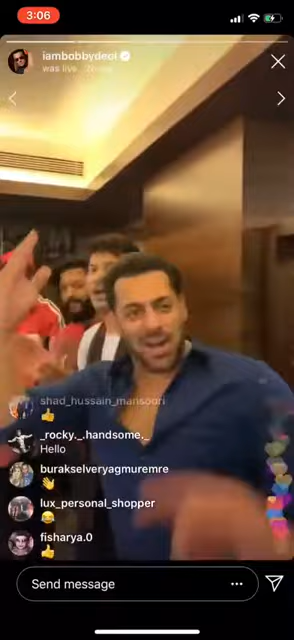 3:06
iambobbydeol
was live
shad_hussain_mansoori
👍
_rocky._.handsome._
Hello
burakselveryagmuremre
👋
lux_personal_shopper
😂
fisharya.0
👍
Send message